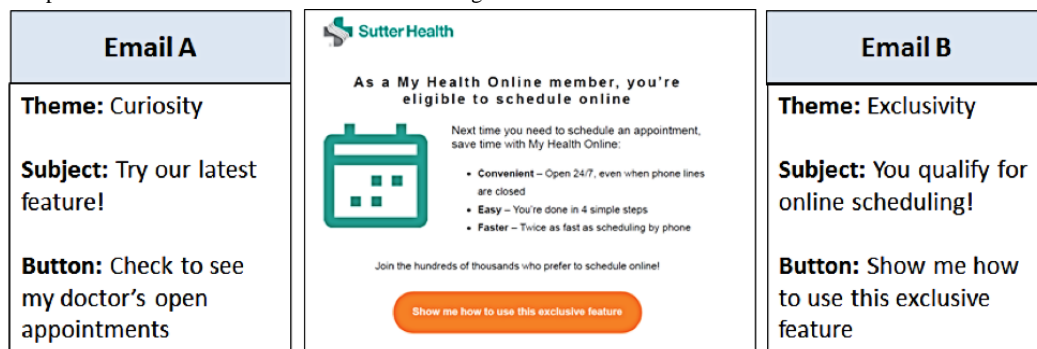 Email A
Theme: Curiosity
Subject: Try our latest
feature!
Button: Check to see
my doctor's open
appointments
Sutter Health
As a My Health Online member, you're
eligible to schedule online
Next time you need to schedule an appointment,
save time with My Health Online:
• Convenient – Open 24/7, even when phone lines
are closed
• Easy – You're done in 4 simple steps
• Faster – Twice as fast as scheduling by phone
Join the hundreds of thousands who prefer to schedule online!
Show me how to use this exclusive feature
Email B
Theme: Exclusivity
Subject: You qualify for
online scheduling!
Button: Show me how
to use this exclusive
feature